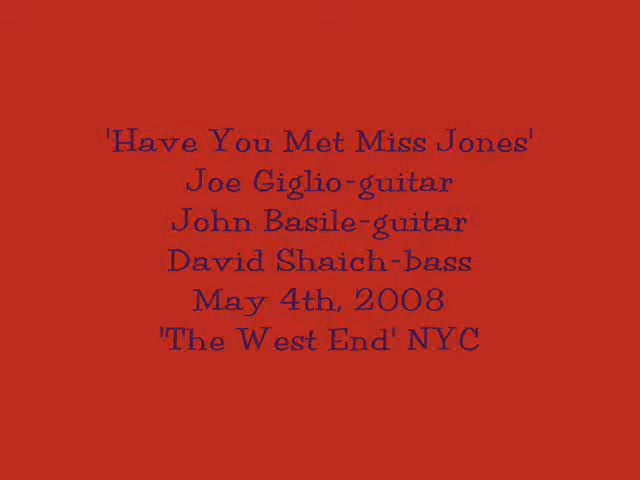 'Have You Met Miss Jones'
Joe Giglio-guitar
John Basile-guitar
David Shaich-bass
May 4th, 2008
'The West End' NYC